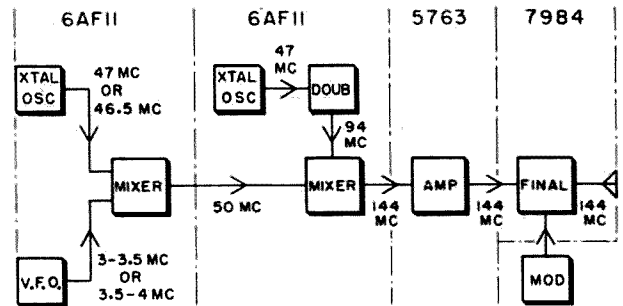 6AF11
6AF11
5763
7984
XTAL
OSC
47 MC
OR
46.5 MC
MIXER
V.F.O.
3-3.5 MC
OR
3.5-4 MC
50 MC
XTAL
OSC
47
MC
DOUB
94
MC
MIXER
144
MC
AMP
144
MC
FINAL
144
MC
MOD